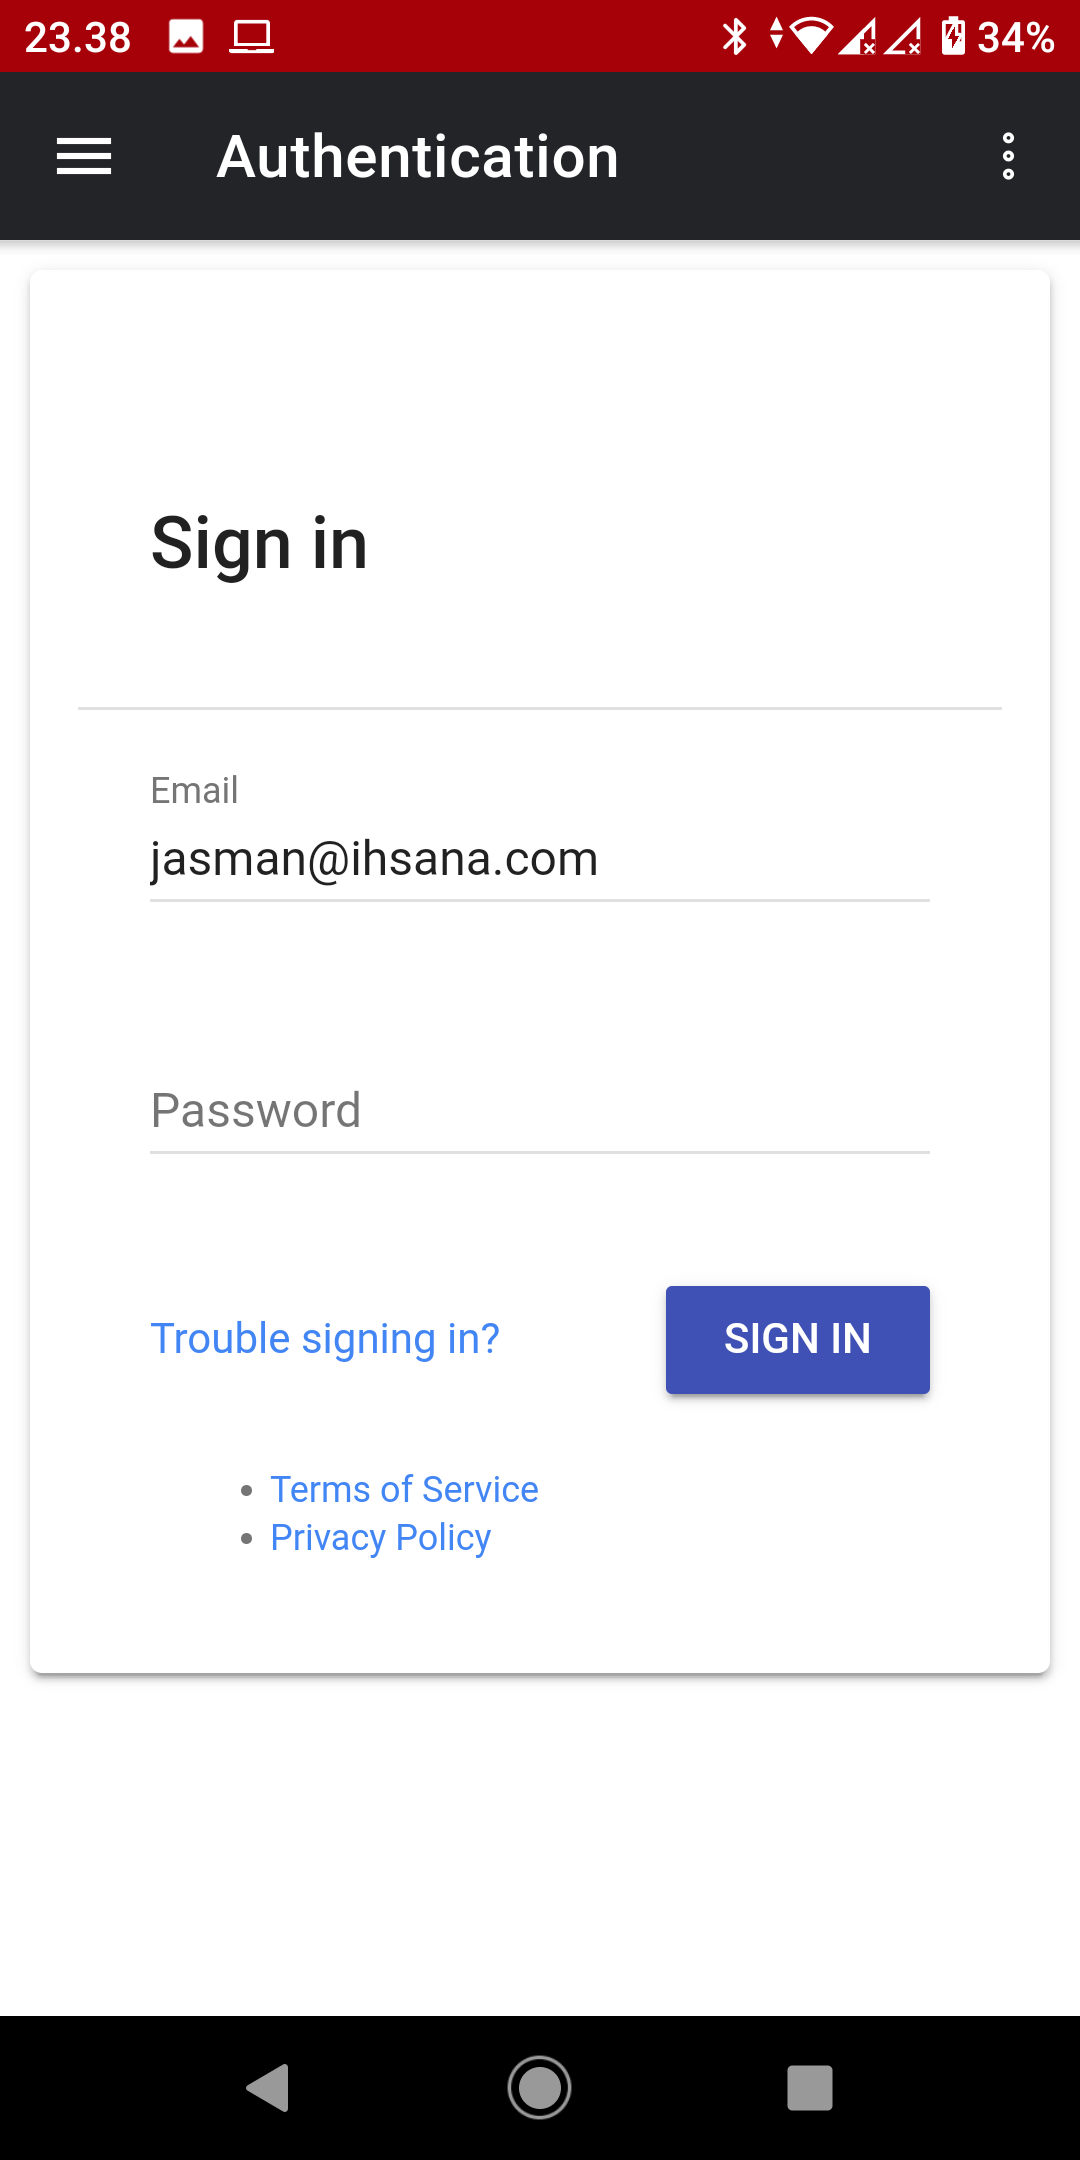 23.38 34%
Authentication
Sign in
Email
jasman@ihsana.com
Password
Trouble signing in? SIGN IN
Terms of Service
Privacy Policy